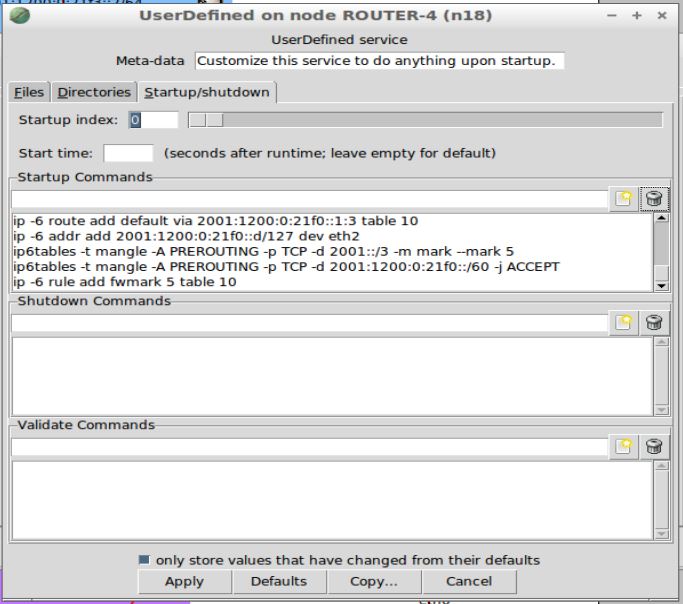 UserDefined on node ROUTER-4 (n18)
UserDefined service
Meta-data Customize this service to do anything upon startup.
Files Directories Startup/shutdown
Startup index: 0
Start time: (seconds after runtime; leave empty for default)
Startup Commands
ip -6 route add default via 2001:1200:0:21f0::1:3 table 10
ip -6 addr add 2001:1200:0:21f0::d/127 dev eth2
ip6tables -t mangle -A PREROUTING -p TCP -d 2001::/3 -m mark --mark 5
ip6tables -t mangle -A PREROUTING -p TCP -d 2001:1200:0:21f0::/60 -j ACCEPT
ip -6 rule add fwmark 5 table 10
Shutdown Commands
Validate Commands
only store values that have changed from their defaults
Apply Defaults Copy... Cancel